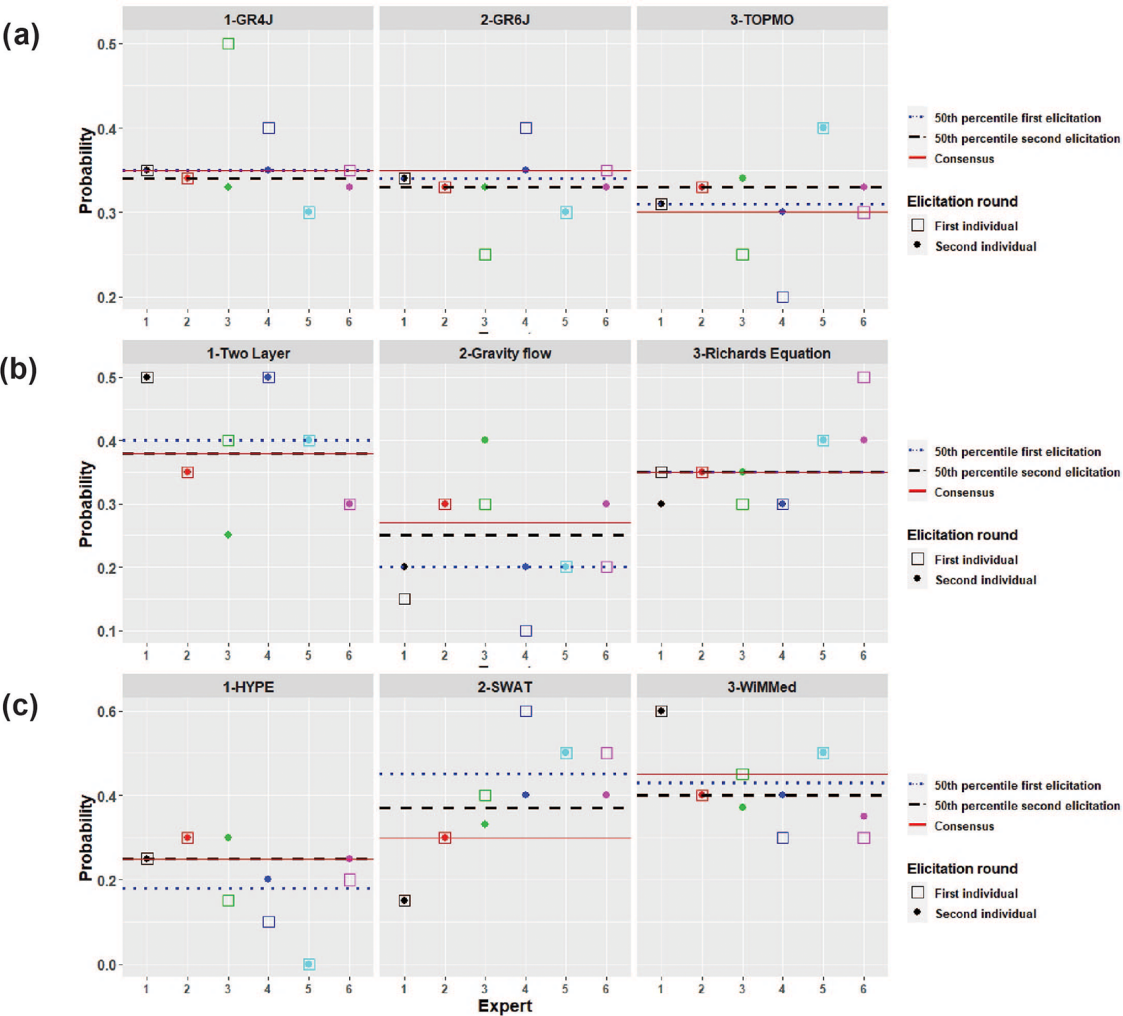 (a)
1-GR4J 2-GR6J 3-TOPMO
Probability
0.5
0.4
0.3
0.2
1 2 3 4 5 6 1 2 3 4 5 6 1 2 3 4 5 6
50th percentile first elicitation
50th percentile second elicitation
Consensus
Elicitation round
First individual
Second individual
(b)
1-Two Layer 2-Gravity flow 3-Richards Equation
Probability
0.5
0.4
0.3
0.2
0.1
1 2 3 4 5 6 1 2 3 4 5 6 1 2 3 4 5 6
50th percentile first elicitation
50th percentile second elicitation
Consensus
Elicitation round
First individual
Second individual
(c)
1-HYPE 2-SWAT 3-WIMMed
Probability
0.6
0.4
0.2
0.0
1 2 3 4 5 6 1 2 3 4 5 6 1 2 3 4 5 6
Expert
50th percentile first elicitation
50th percentile second elicitation
Consensus
Elicitation round
First individual
Second individual